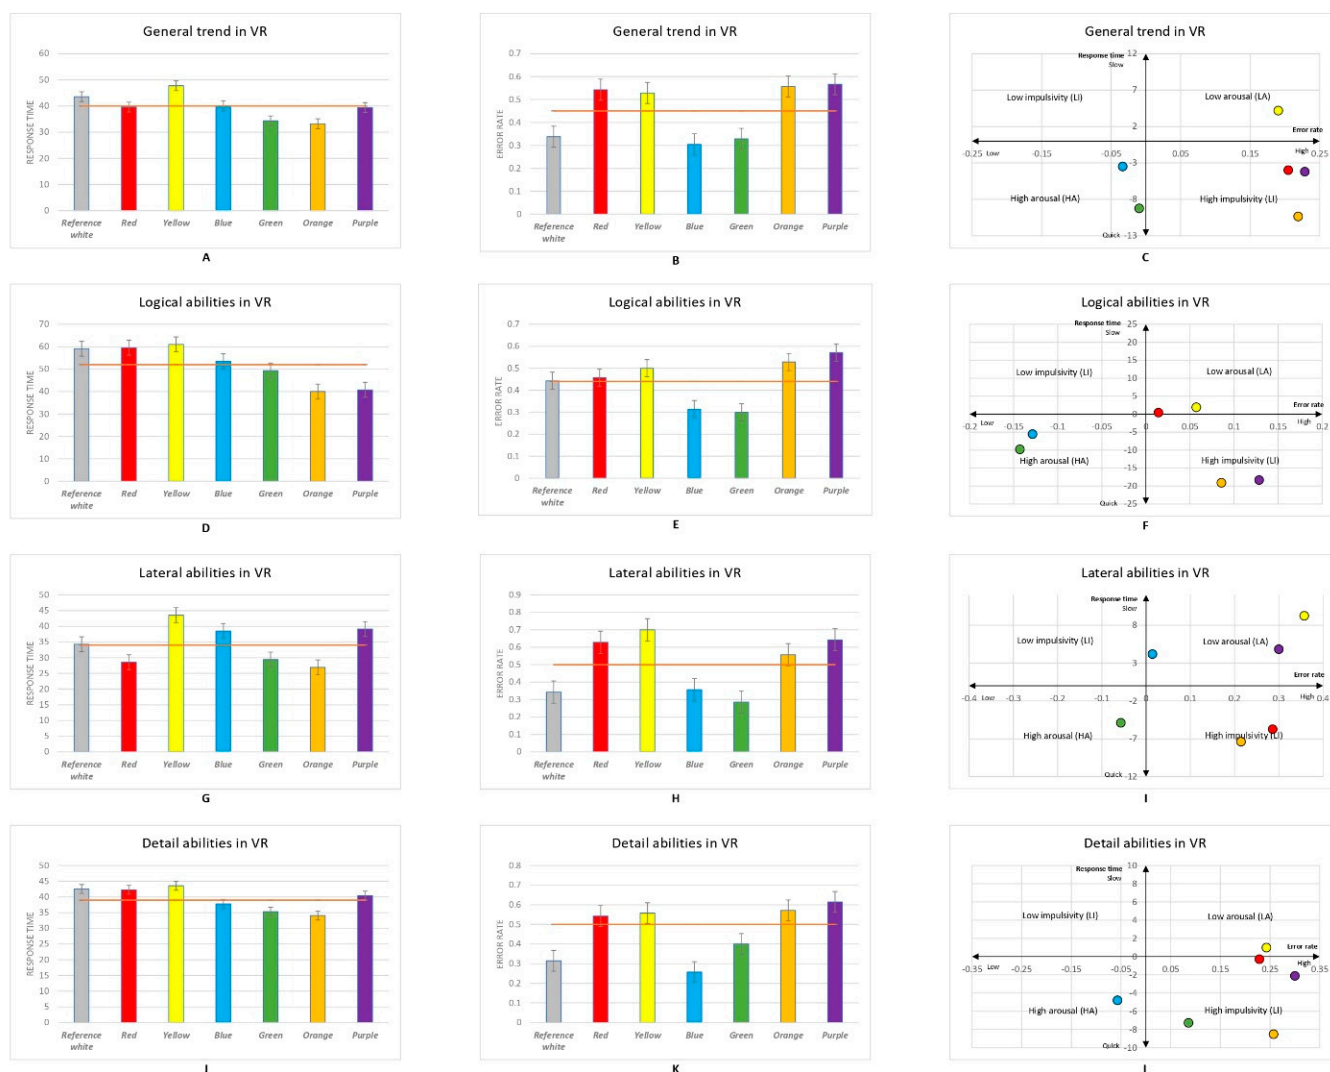 General trend in VR
60
50
40
30
20
10
0
RESPONSE TIME
Reference white Red Yellow Blue Green Orange Purple
A
General trend in VR
0.7
0.6
0.5
0.4
0.3
0.2
0.1
0
ERROR RATE
Reference white Red Yellow Blue Green Orange Purple
B
General trend in VR
Response time 12
Slow
Low impulsivity (LI) Low arousal (LA)
2
Error rate
High
-0.25 Low -0.15 -0.05 0.05 0.15 0.25
-3
High arousal (HA) -8 High impulsivity (LI)
Quick -13
C
Logical abilities in VR
70
60
50
40
30
20
10
0
RESPONSE TIME
Reference white Red Yellow Blue Green Orange Purple
D
Logical abilities in VR
0.7
0.6
0.5
0.4
0.3
0.2
0.1
0
ERROR RATE
Reference white Red Yellow Blue Green Orange Purple
E
Logical abilities in VR
Response time 25
Slow 20
15
Low impulsivity (LI) 10 Low arousal (LA)
5
Error rate
0
-0.2 Low -0.15 -0.1 -0.05 0 0.05 0.1 0.15 High 0.2
-5
-10
High arousal (HA) High impulsivity (LI)
-15
-20
Quick -25
F
Lateral abilities in VR
50
45
40
35
30
25
20
15
10
5
0
RESPONSE TIME
Reference white Red Yellow Blue Green Orange Purple
G
Lateral abilities in VR
0.8
0.7
0.6
0.5
0.4
0.3
0.2
0.1
0
ERROR RATE
Reference white Red Yellow Blue Green Orange Purple
H
Lateral abilities in VR
Response time
Slow
8
Low impulsivity (LI) Low arousal (LA)
3
Error rate
-0.4 Low -0.3 -0.2 -0.1 0 0.1 0.2 0.3 High 0.4
-2
High arousal (HA) -7 High impulsivity (LI)
Quick -12
I
Detail abilities in VR
50
45
40
35
30
25
20
15
10
5
0
RESPONSE TIME
Reference white Red Yellow Blue Green Orange Purple
J
Detail abilities in VR
0.8
0.7
0.6
0.5
0.4
0.3
0.2
0.1
0
ERROR RATE
Reference white Red Yellow Blue Green Orange Purple
K
Detail abilities in VR
Response time 10
Slow 8
6
Low impulsivity (LI) 4 Low arousal (LA)
2
Error rate
0
-0.35 Low -0.25 -0.15 -0.05 0.05 0.15 0.25 High 0.35
-2
-4
High arousal (HA) -6 High impulsivity (LI)
-8
Quick -10